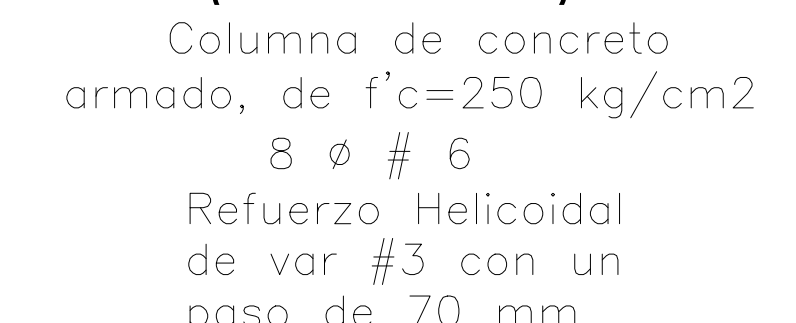 Columna de concreto
armado, de f'c=250 kg/cm2
8 ø # 6
Refuerzo Helicoidal
de var #3 con un
paso de 70 mm